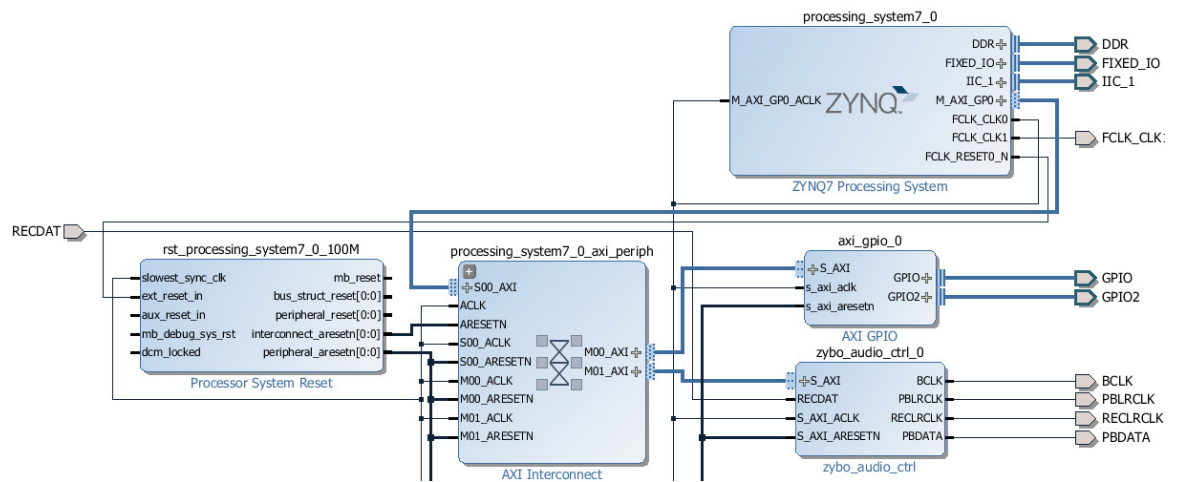 processing_system7_0
DDR
FIXED_IO
IIC_1
M_AXI_GP0
FCLK_CLK0
FCLK_CLK1
FCLK_RESET0_N
M_AXI_GP0_ACLK
ZYNQ
ZYNQ7 Processing System
DDR
FIXED_IO
IIC_1
FCLK_CLK1
RECDAT
rst_processing_system7_0_100M
slowest_sync_clk
ext_reset_in
aux_reset_in
mb_debug_sys_rst
dcm_locked
mb_reset
bus_struct_reset[0:0]
peripheral_reset[0:0]
interconnect_aresetn[0:0]
peripheral_aresetn[0:0]
Processor System Reset
processing_system7_0_axi_periph
S00_AXI
ACLK
ARESETN
S00_ACLK
S00_ARESETN
M00_ACLK
M00_ARESETN
M01_ACLK
M01_ARESETN
M00_AXI
M01_AXI
AXI Interconnect
axi_gpio_0
S_AXI
s_axi_aclk
s_axi_aresetn
GPIO
GPIO2
AXI GPIO
GPIO
GPIO2
zybo_audio_ctrl_0
S_AXI
RECDAT
S_AXI_ACLK
S_AXI_ARESETN
BCLK
PBLRCLK
RECLRCLK
PBDATA
zybo_audio_ctrl
BCLK
PBLRCLK
RECLRCLK
PBDATA